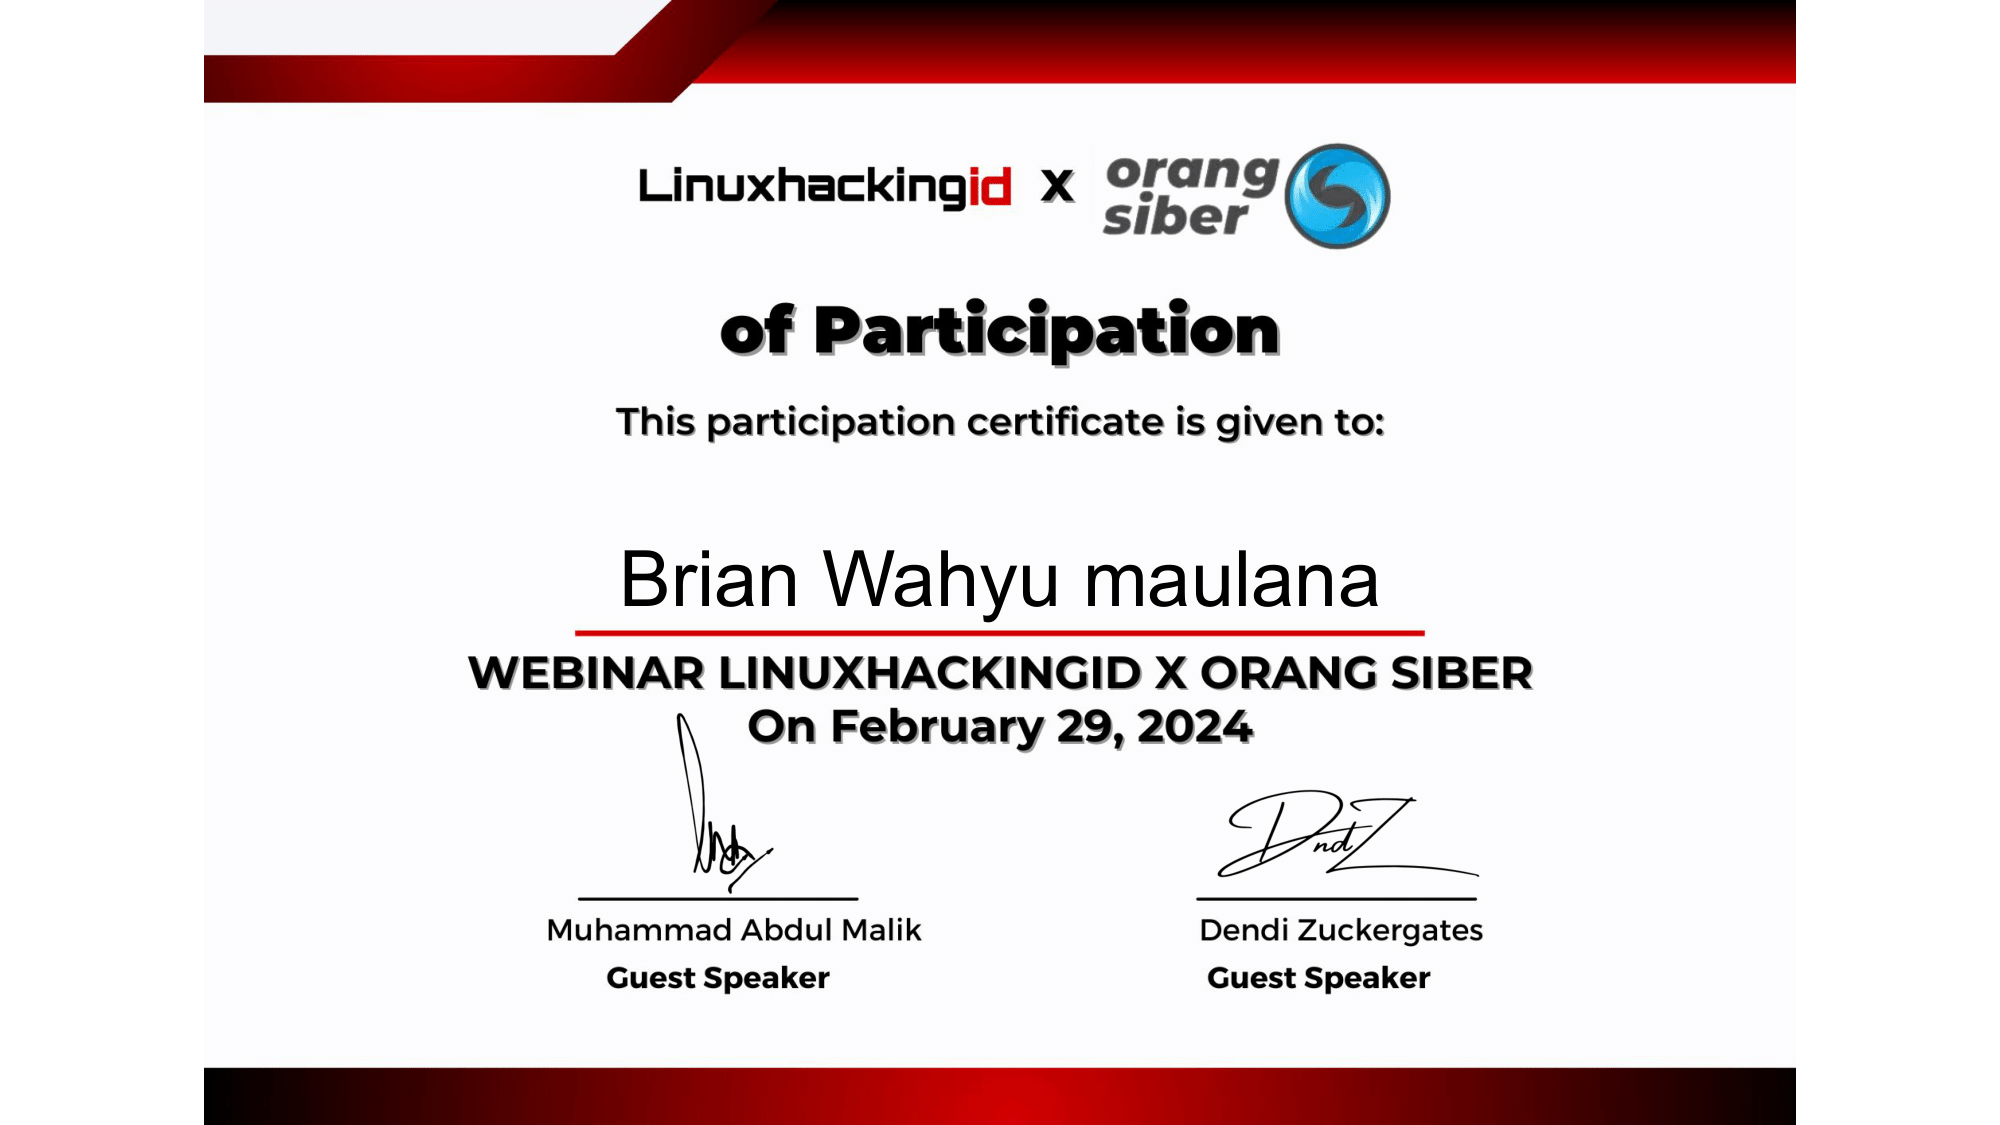 Linuxhackingid X orang siber
of Participation
This participation certificate is given to:
Brian Wahyu maulana
WEBINAR LINUXHACKINGID X ORANG SIBER
On February 29, 2024
DndZ
Muhammad Abdul Malik
Guest Speaker
Dendi Zuckergates
Guest Speaker